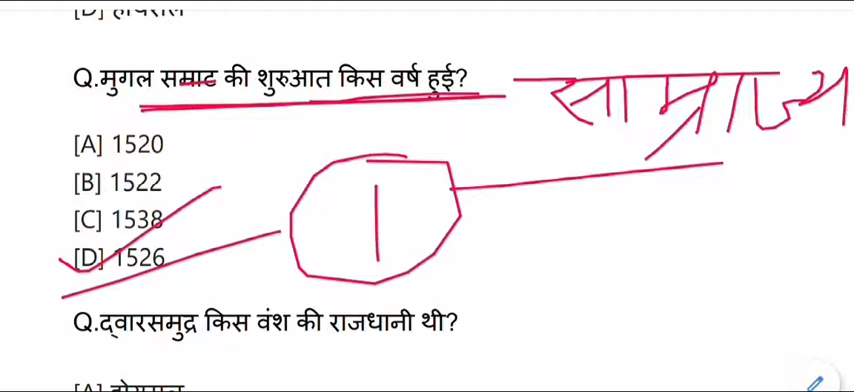 Q.मुगल सम्राट की शुरुआत किस वर्ष हुई?
साम्राज्य
[A] 1520
[B] 1522
[C] 1538
[D] 1526
1
Q.द्वारसमुद्र किस वंश की राजधानी थी?